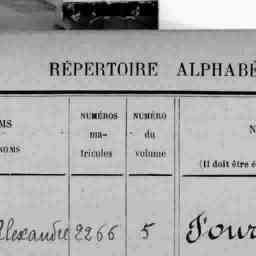 RÉPERTOIRE ALPHABÉ
MS
NOMS
NUMÉROS
ma-
tricules
NUMÉRO
du
volume
N
(Il doit être é
Alexandre 2266 5 Four